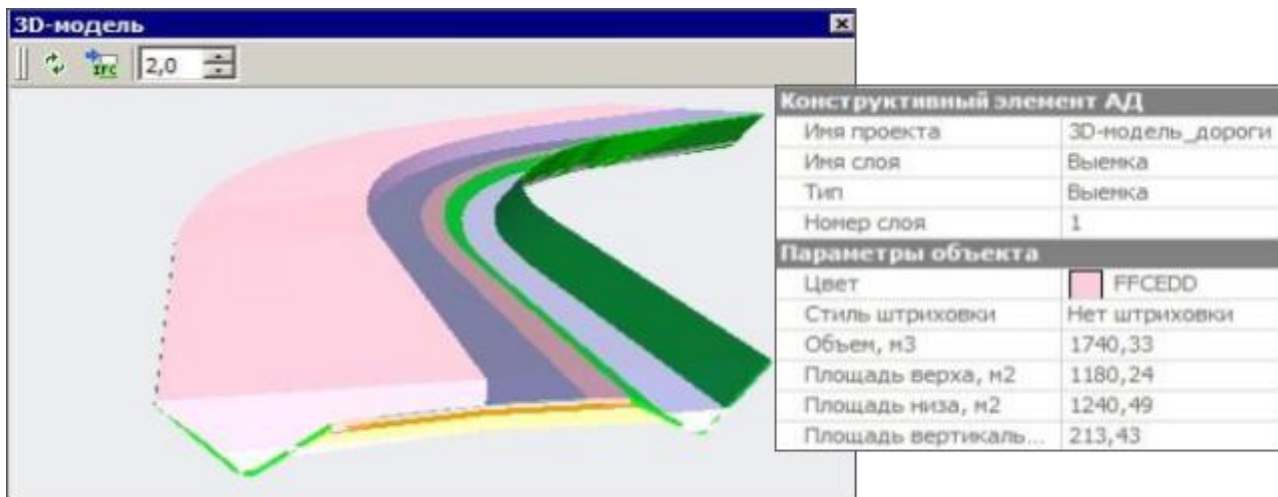 3D-модель
IFC 2,0
Конструктивный элемент АД
Имя проекта 3D-модель_дороги
Имя слоя Выемка
Тип Выемка
Номер слоя 1
Параметры объекта
Цвет FFCEDD
Стиль штриховки Нет штриховки
Объем, м3 1740,33
Площадь верха, м2 1180,24
Площадь низа, м2 1240,49
Площадь вертикаль... 213,43